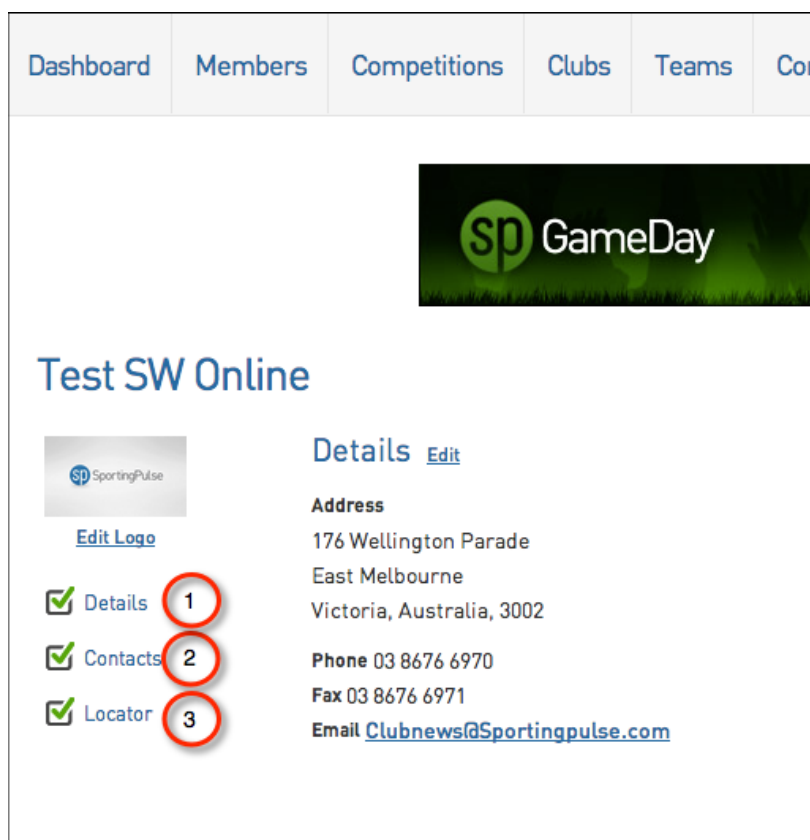 Dashboard Members Competitions Clubs Teams
sp GameDay
Test SW Online
sp SportingPulse
Edit Logo
Details 1
Contacts 2
Locator 3
Details Edit
Address
176 Wellington Parade
East Melbourne
Victoria, Australia, 3002
Phone 03 8676 6970
Fax 03 8676 6971
Email Clubnews@Sportingpulse.com